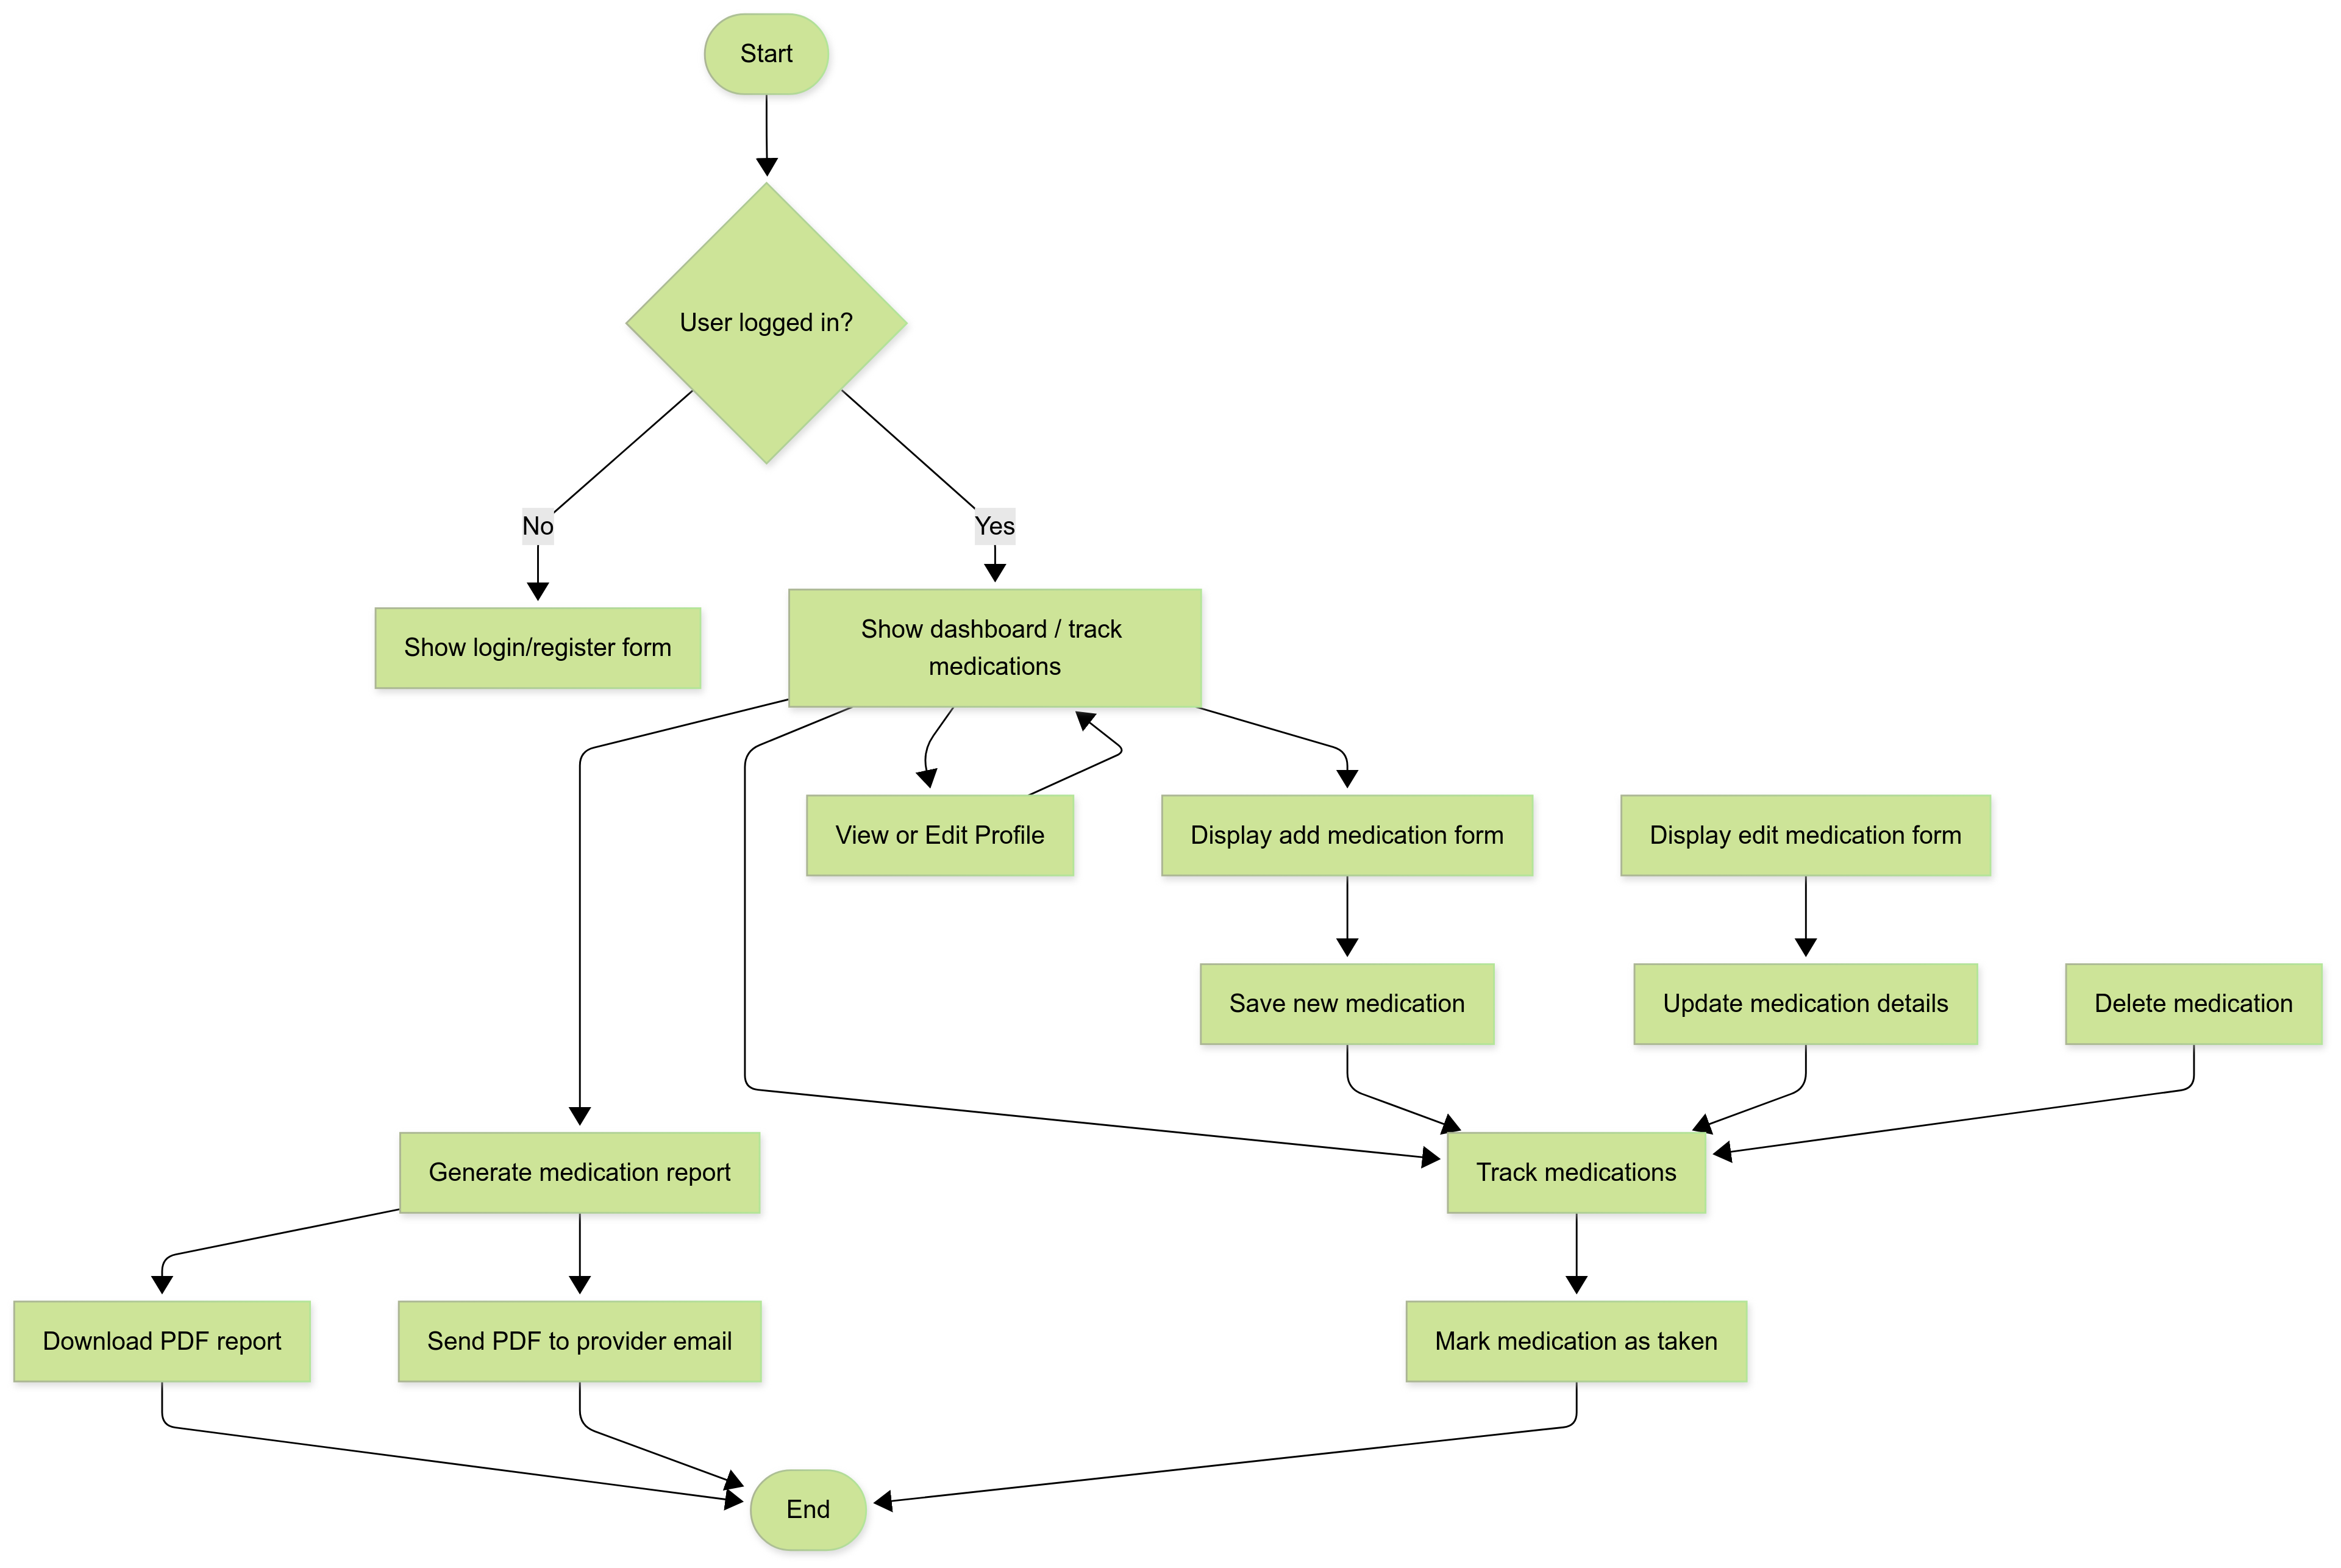 Start
User logged in?
No
Yes
Show login/register form
Show dashboard / track
medications
View or Edit Profile
Display add medication form
Display edit medication form
Save new medication
Update medication details
Delete medication
Generate medication report
Track medications
Download PDF report
Send PDF to provider email
Mark medication as taken
End